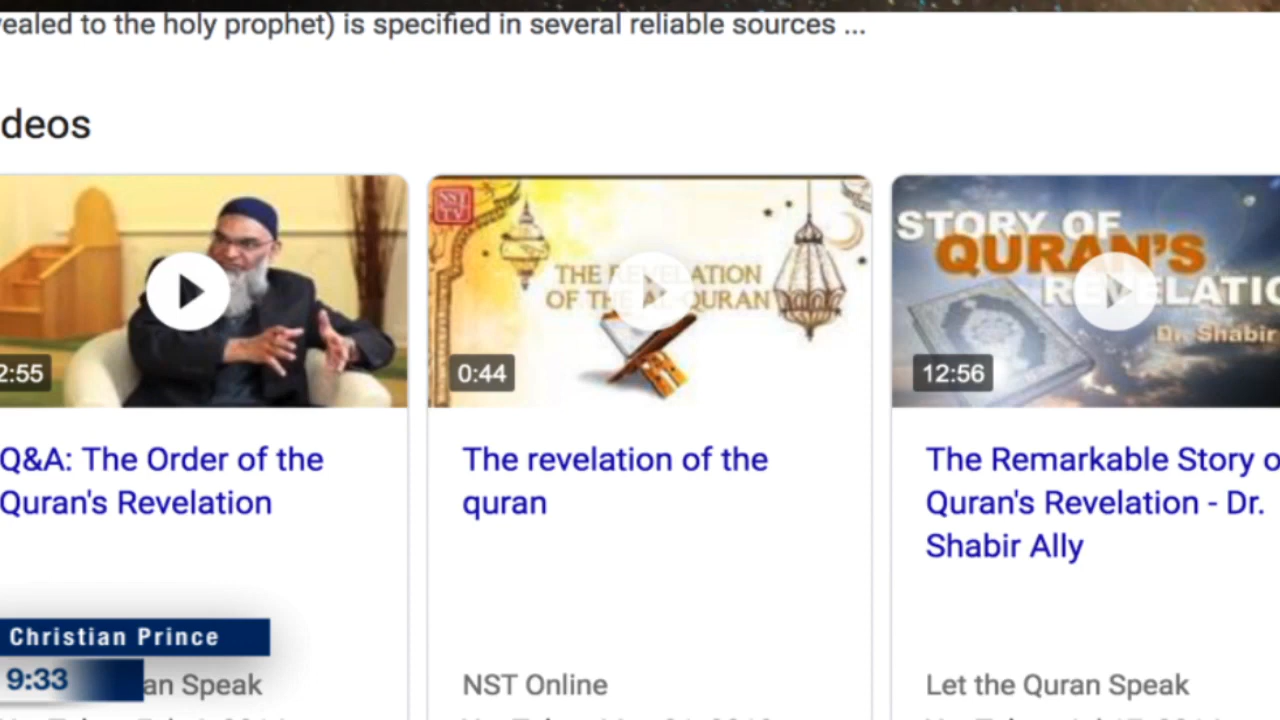 ealed to the holy prophet) is specified in several reliable sources ...
deos
STORY OF
QURAN'S
THE REVELATION
OF THE AL-QURAN
Dr. Shabir
2:55
0:44
12:56
Q&A: The Order of the
Quran's Revelation
The revelation of the
quran
The Remarkable Story o
Quran's Revelation - Dr.
Shabir Ally
Christian Prince
9:33
an Speak
NST Online
Let the Quran Speak